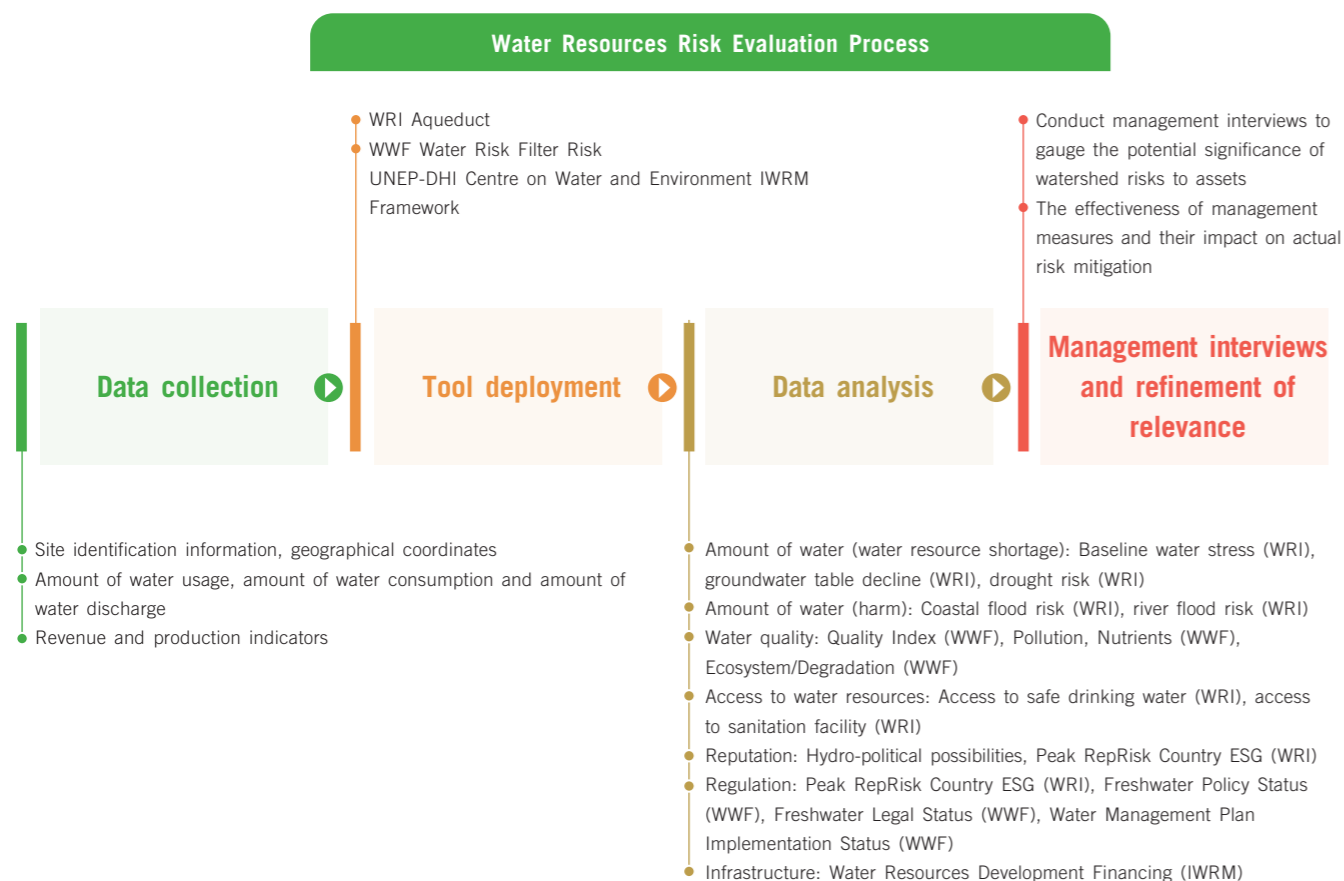 Water Resources Risk Evaluation Process
WRI Aqueduct
WWF Water Risk Filter Risk
UNEP-DHI Centre on Water and Environment IWRM
Framework
Conduct management interviews to
gauge the potential significance of
watershed risks to assets
The effectiveness of management
measures and their impact on actual
risk mitigation
Data collection
Tool deployment
Data analysis
Management interviews
and refinement of
relevance
Site identification information, geographical coordinates
Amount of water usage, amount of water consumption and amount of
water discharge
Revenue and production indicators
Amount of water (water resource shortage): Baseline water stress (WRI),
groundwater table decline (WRI), drought risk (WRI)
Amount of water (harm): Coastal flood risk (WRI), river flood risk (WRI)
Water quality: Quality Index (WWF), Pollution, Nutrients (WWF),
Ecosystem/Degradation (WWF)
Access to water resources: Access to safe drinking water (WRI), access
to sanitation facility (WRI)
Reputation: Hydro-political possibilities, Peak RepRisk Country ESG (WRI)
Regulation: Peak RepRisk Country ESG (WRI), Freshwater Policy Status
(WWF), Freshwater Legal Status (WWF), Water Management Plan
Implementation Status (WWF)
Infrastructure: Water Resources Development Financing (IWRM)